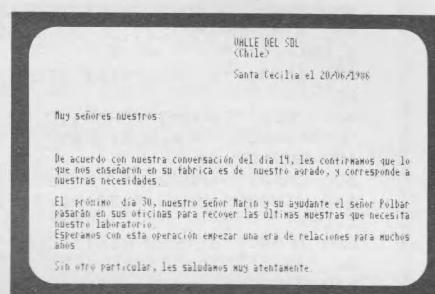 VALLE DEL SOL
(Chile)
Santa Cecilia el 20/06/1986
Muy señores nuestros:
De acuerdo con nuestra conversación del dia 14, les confirmamos que lo
que nos enseñaron en su fabrica es de nuestro agrado, y corresponde a
nuestras necesidades.
El próximo dia 30, nuestro señor Marin y su ayudante el señor Polbar
pasarán en sus oficinas para recoger las últimas muestras que necesita
nuestro laboratorio.
Esperamos con esta operación empezar una era de relaciones para muchos
años
Sin otro particular, les saludamos muy atentamente.